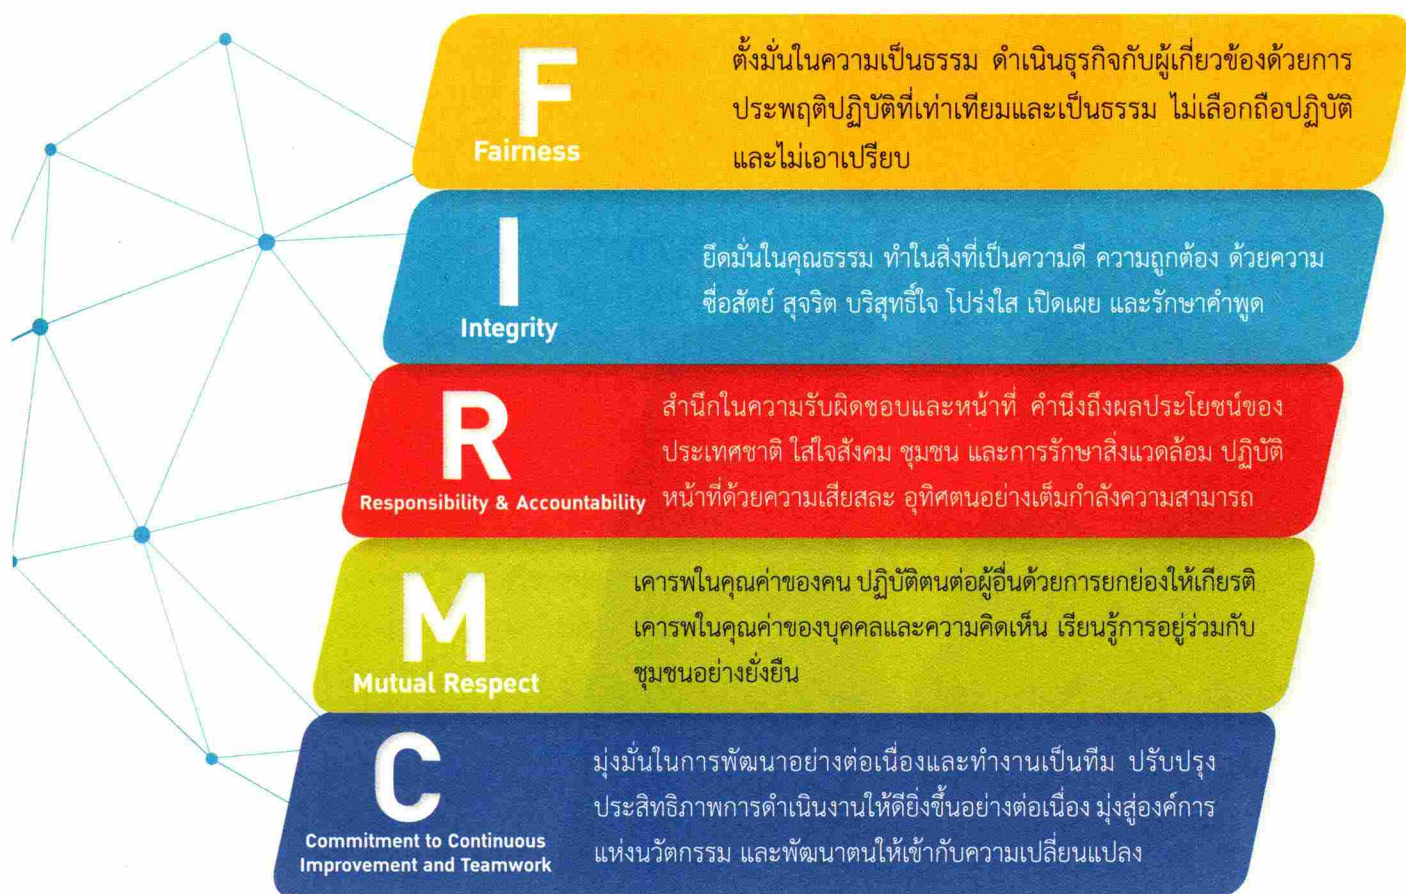 F
Fairness
ตั้งมั่นในความเป็นธรรม ดำเนินธุรกิจกับผู้เกี่ยวข้องด้วยการ
ประพฤติปฏิบัติที่เท่าเทียมและเป็นธรรม ไม่เลือกถือปฏิบัติ
และไม่เอาเปรียบ
I
Integrity
ยึดมั่นในคุณธรรม ทำในสิ่งที่เป็นความดี ความถูกต้อง ด้วยความ
ซื่อสัตย์ สุจริต บริสุทธิ์ใจ โปร่งใส เปิดเผย และรักษาคำพูด
R
Responsibility & Accountability
สำนึกในความรับผิดชอบและหน้าที่ คำนึงถึงผลประโยชน์ของ
ประเทศชาติ ใส่ใจสังคม ชุมชน และการรักษาสิ่งแวดล้อม ปฏิบัติ
หน้าที่ด้วยความเสียสละ อุทิศตนอย่างเต็มกำลังความสามารถ
M
Mutual Respect
เคารพในคุณค่าของคน ปฏิบัติตนต่อผู้อื่นด้วยการยกย่องให้เกียรติ
เคารพในคุณค่าของบุคคลและความคิดเห็น เรียนรู้การอยู่ร่วมกับ
ชุมชนอย่างยั่งยืน
C
Commitment to Continuous
Improvement and Teamwork
มุ่งมั่นในการพัฒนาอย่างต่อเนื่องและทำงานเป็นทีม ปรับปรุง
ประสิทธิภาพการดำเนินงานให้ดียิ่งขึ้นอย่างต่อเนื่อง มุ่งสู่องค์การ
แห่งนวัตกรรม และพัฒนาตนให้เข้ากับความเปลี่ยนแปลง